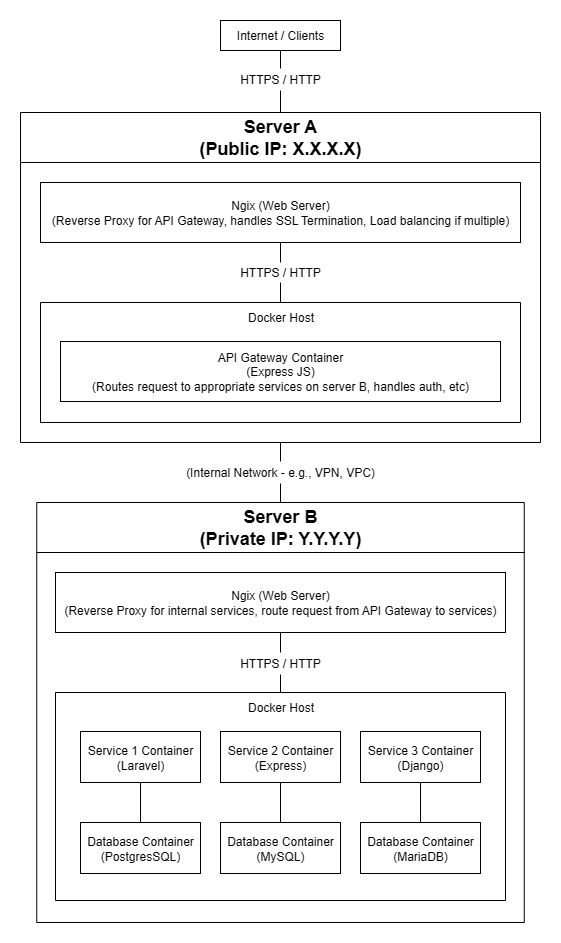 Internet / Clients
HTTPS / HTTP
Server A
(Public IP: X.X.X.X)
Ngix (Web Server)
(Reverse Proxy for API Gateway, handles SSL Termination, Load balancing if multiple)
HTTPS / HTTP
Docker Host
API Gateway Container
(Express JS)
(Routes request to appropriate services on server B, handles auth, etc)
(Internal Network - e.g., VPN, VPC)
Server B
(Private IP: Y.Y.Y.Y)
Ngix (Web Server)
(Reverse Proxy for internal services, route request from API Gateway to services)
HTTPS / HTTP
Docker Host
Service 1 Container
(Laravel)
Service 2 Container
(Express)
Service 3 Container
(Django)
Database Container
(PostgresSQL)
Database Container
(MySQL)
Database Container
(MariaDB)